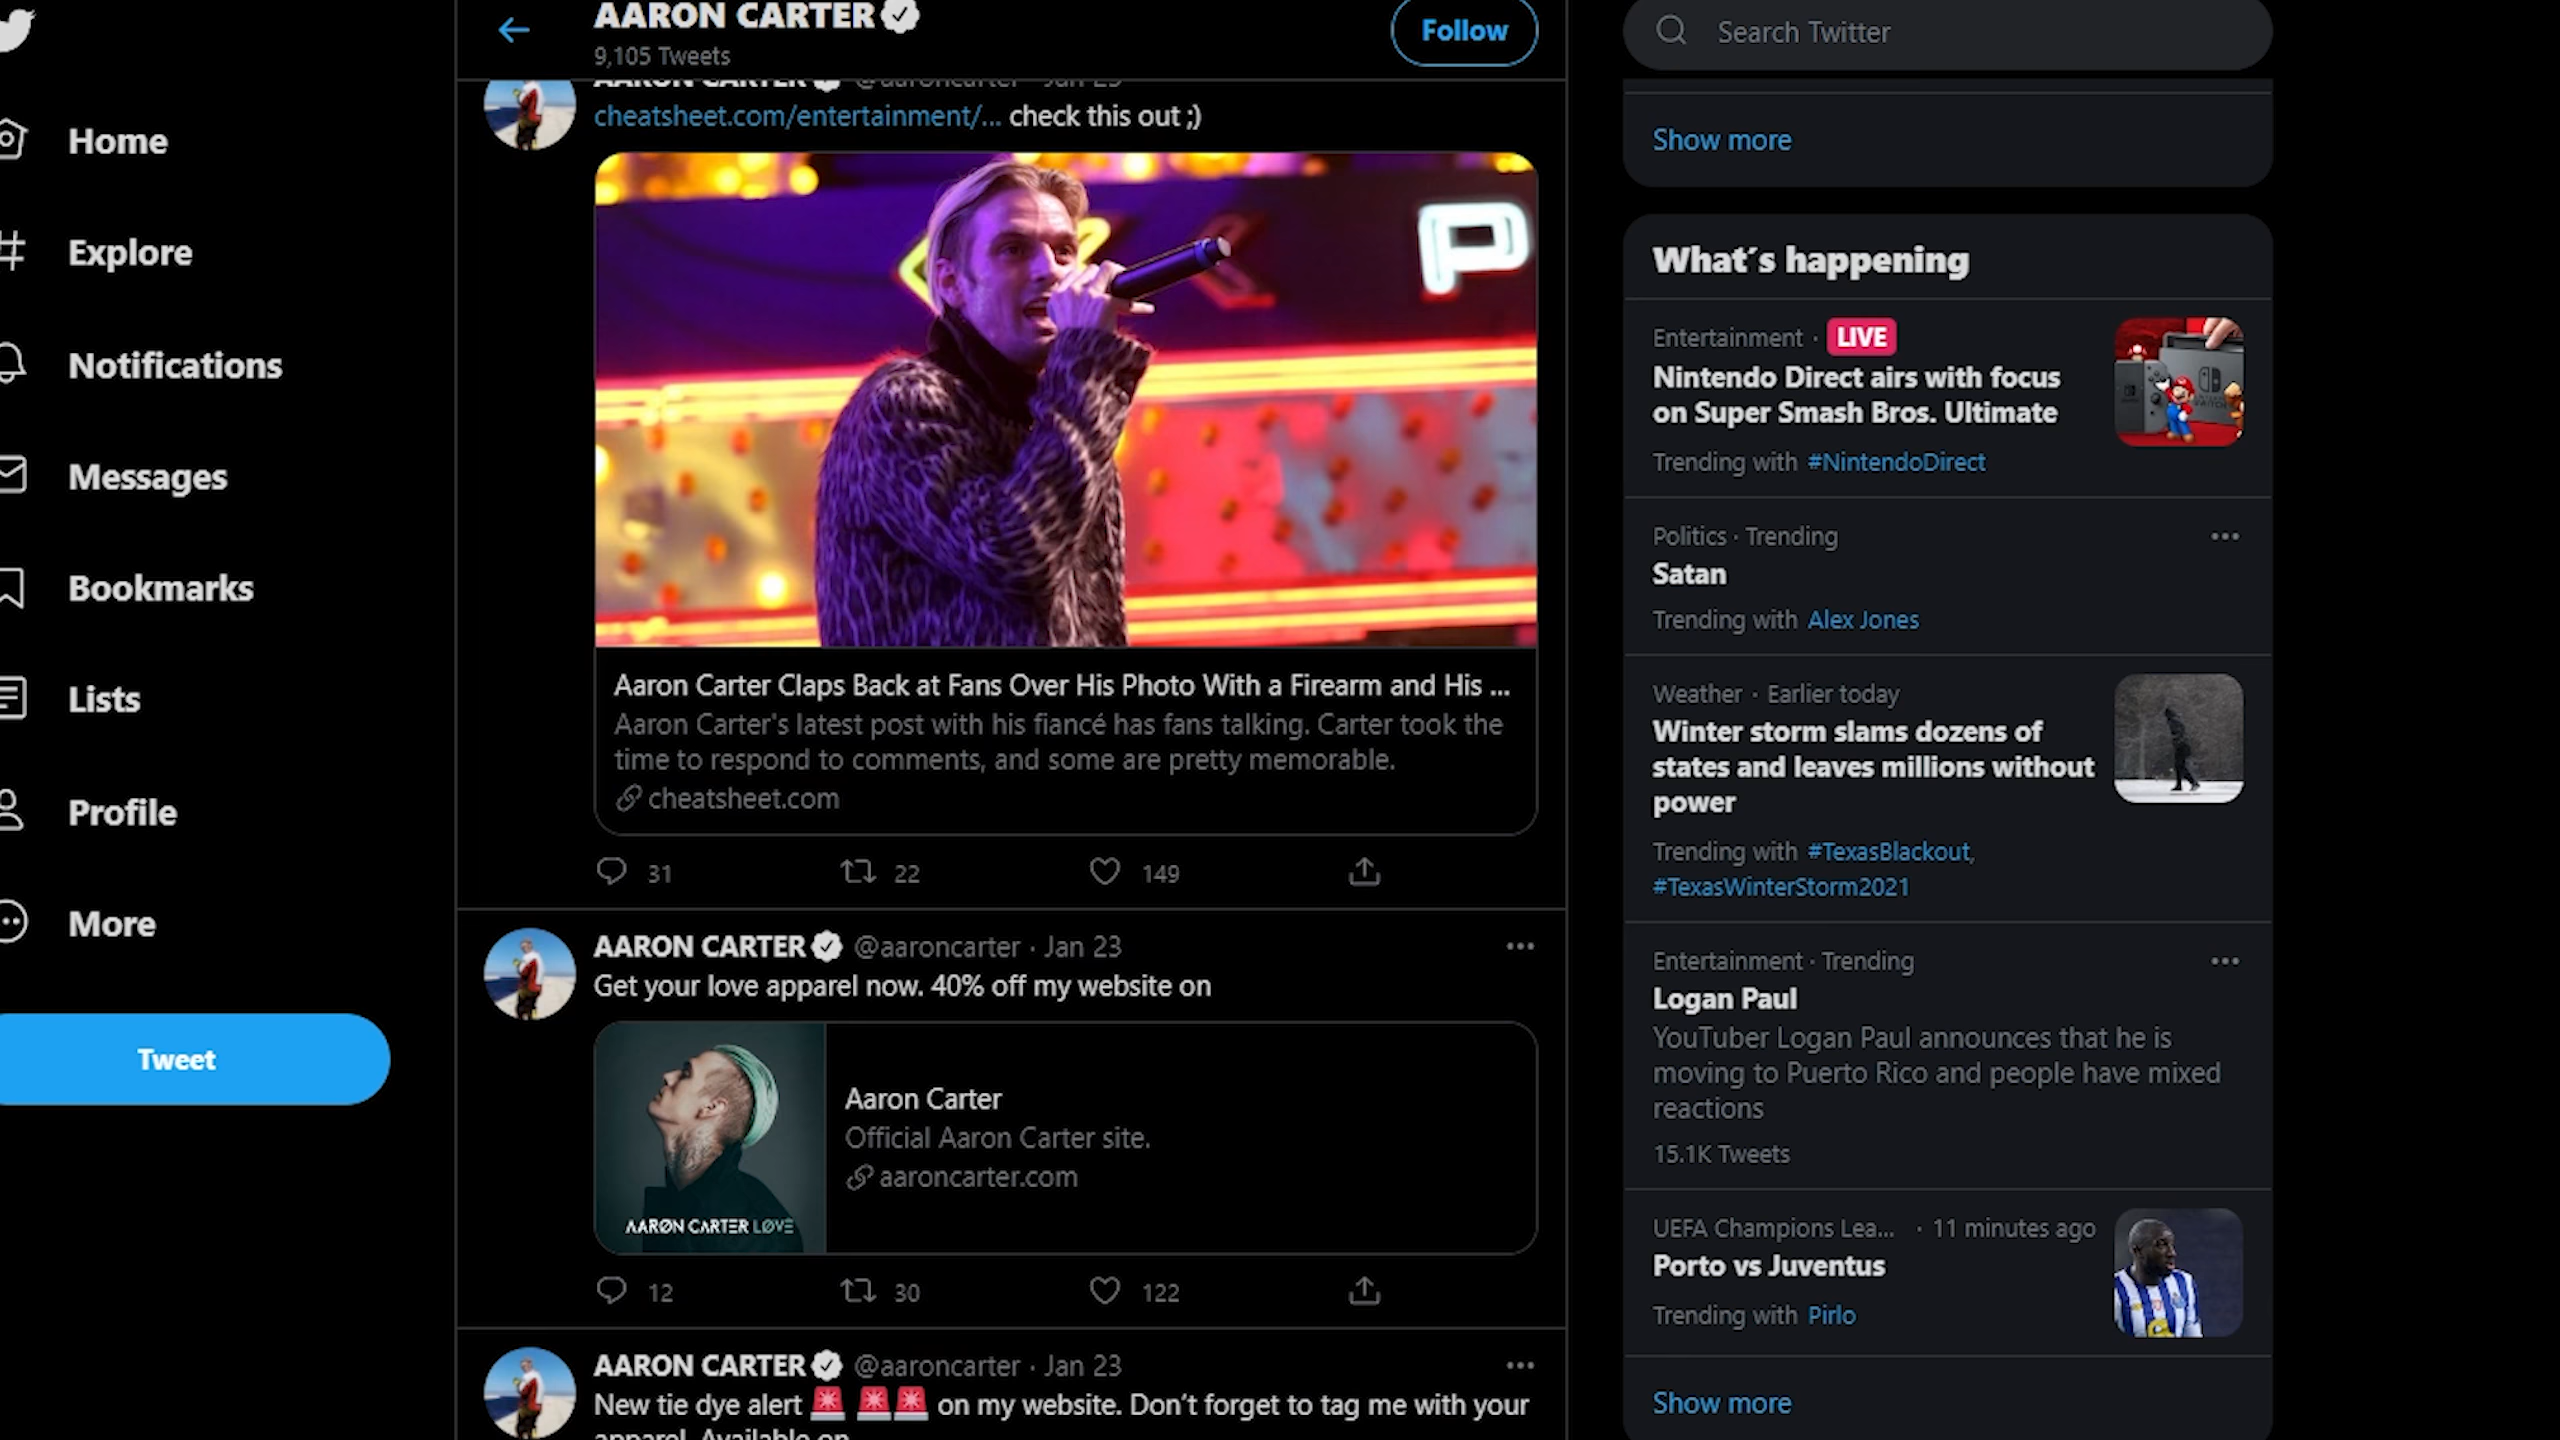 Home
Explore
Notifications
Messages
Bookmarks
Lists
Profile
More
Tweet
AARON CARTER
9,105 Tweets
Follow
AARON CARTER @aaroncarter · Jan 23
cheatsheet.com/entertainment/... check this out ;)
P
Aaron Carter Claps Back at Fans Over His Photo With a Firearm and His ...
Aaron Carter's latest post with his fiancé has fans talking. Carter took the
time to respond to comments, and some are pretty memorable.
cheatsheet.com
31 22 149
AARON CARTER @aaroncarter · Jan 23
Get your love apparel now. 40% off my website on
AARØN CARTER LØVĒ
Aaron Carter
Official Aaron Carter site.
aaroncarter.com
12 30 122
AARON CARTER @aaroncarter · Jan 23
New tie dye alert 🚨 🚨🚨 on my website. Don’t forget to tag me with your
apparel. Available on
Search Twitter
Show more
What´s happening
Entertainment · LIVE
Nintendo Direct airs with focus
on Super Smash Bros. Ultimate
Trending with #NintendoDirect
Politics · Trending
Satan
Trending with Alex Jones
Weather · Earlier today
Winter storm slams dozens of
states and leaves millions without
power
Trending with #TexasBlackout,
#TexasWinterStorm2021
Entertainment · Trending
Logan Paul
YouTuber Logan Paul announces that he is
moving to Puerto Rico and people have mixed
reactions
15.1K Tweets
UEFA Champions Lea... · 11 minutes ago
Porto vs Juventus
Trending with Pirlo
Show more